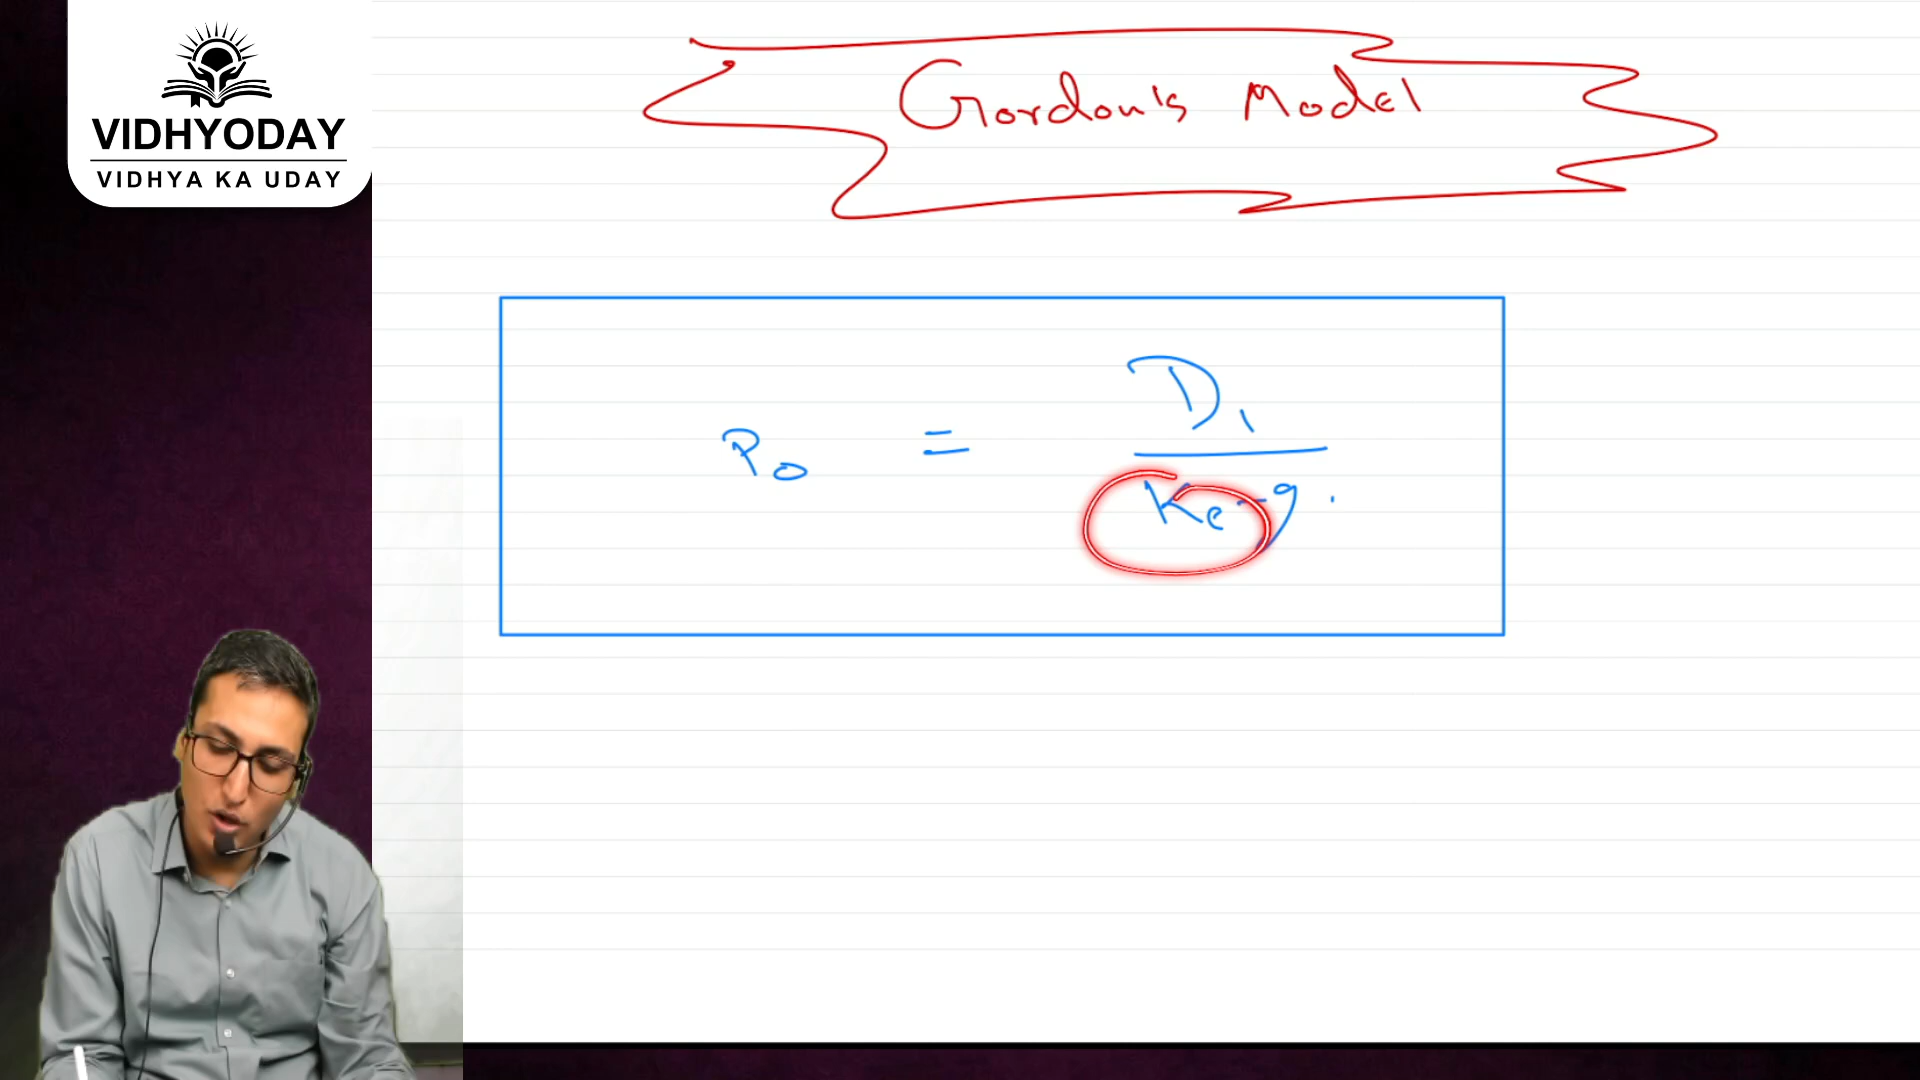 VIDHYODAY
VIDHYA KA UDAY
Gordon's Model
P₀ = D₁ / Ke - g.